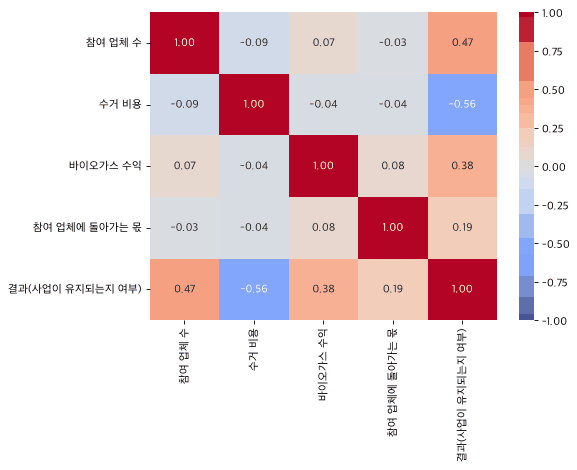 참여 업체 수 1.00 -0.09 0.07 -0.03 0.47
수거 비용 -0.09 1.00 -0.04 -0.04 -0.56
바이오가스 수익 0.07 -0.04 1.00 0.08 0.38
참여 업체에 돌아가는 몫 -0.03 -0.04 0.08 1.00 0.19
결과(사업이 유지되는지 여부) 0.47 -0.56 0.38 0.19 1.00
참여 업체 수
수거 비용
바이오가스 수익
참여 업체에 돌아가는 몫
결과(사업이 유지되는지 여부)
1.00
0.75
0.50
0.25
0.00
-0.25
-0.50
-0.75
-1.00